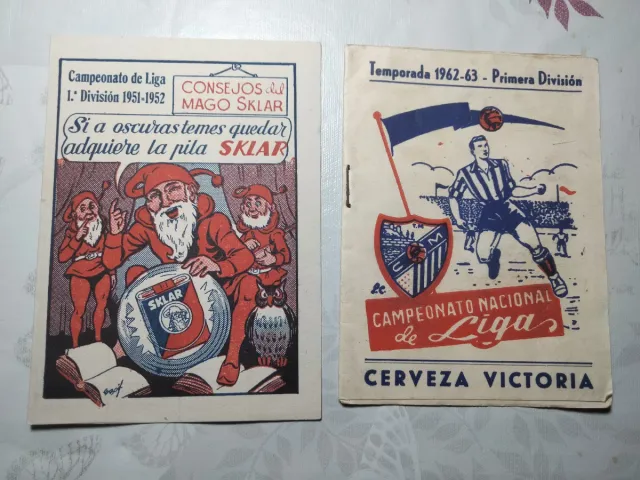 Campeonato de Liga
1.ª División 1951-1952
CONSEJOS del
MAGO SKLAR
Si a oscuras temes quedar
adquiere la pila SKLAR
SKLAR
Temporada 1962-63 - Primera División
C M
CAMPEONATO NACIONAL
de Liga
CERVEZA VICTORIA